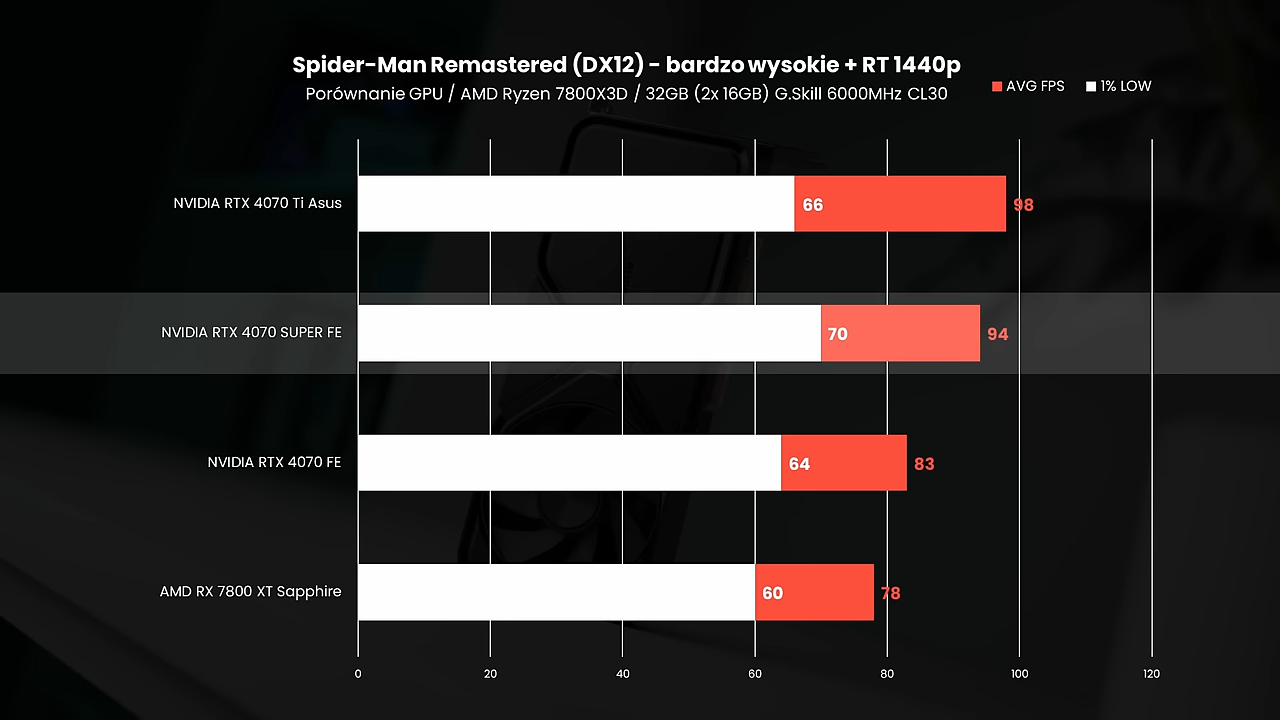 Spider-Man Remastered (DX12) - bardzo wysokie + RT 1440p
Porównanie GPU / AMD Ryzen 7800X3D / 32GB (2x 16GB) G.Skill 6000MHz CL30
AVG FPS 1% LOW
NVIDIA RTX 4070 Ti Asus 66 98
NVIDIA RTX 4070 SUPER FE 70 94
NVIDIA RTX 4070 FE 64 83
AMD RX 7800 XT Sapphire 60 78
0 20 40 60 80 100 120